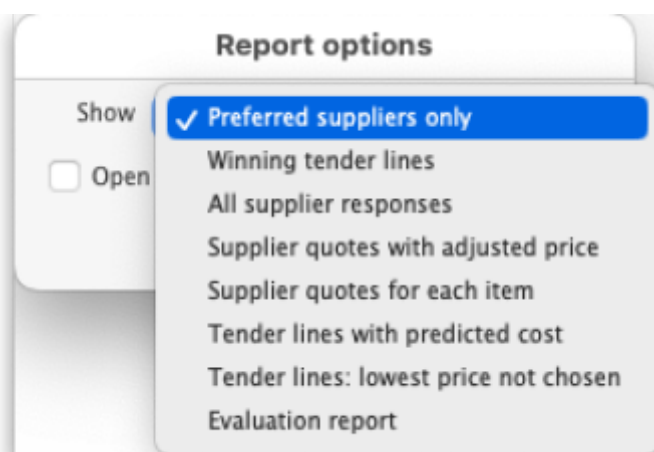 Report options
Show
✓ Preferred suppliers only
Winning tender lines
Open
All supplier responses
Supplier quotes with adjusted price
Supplier quotes for each item
Tender lines with predicted cost
Tender lines: lowest price not chosen
Evaluation report